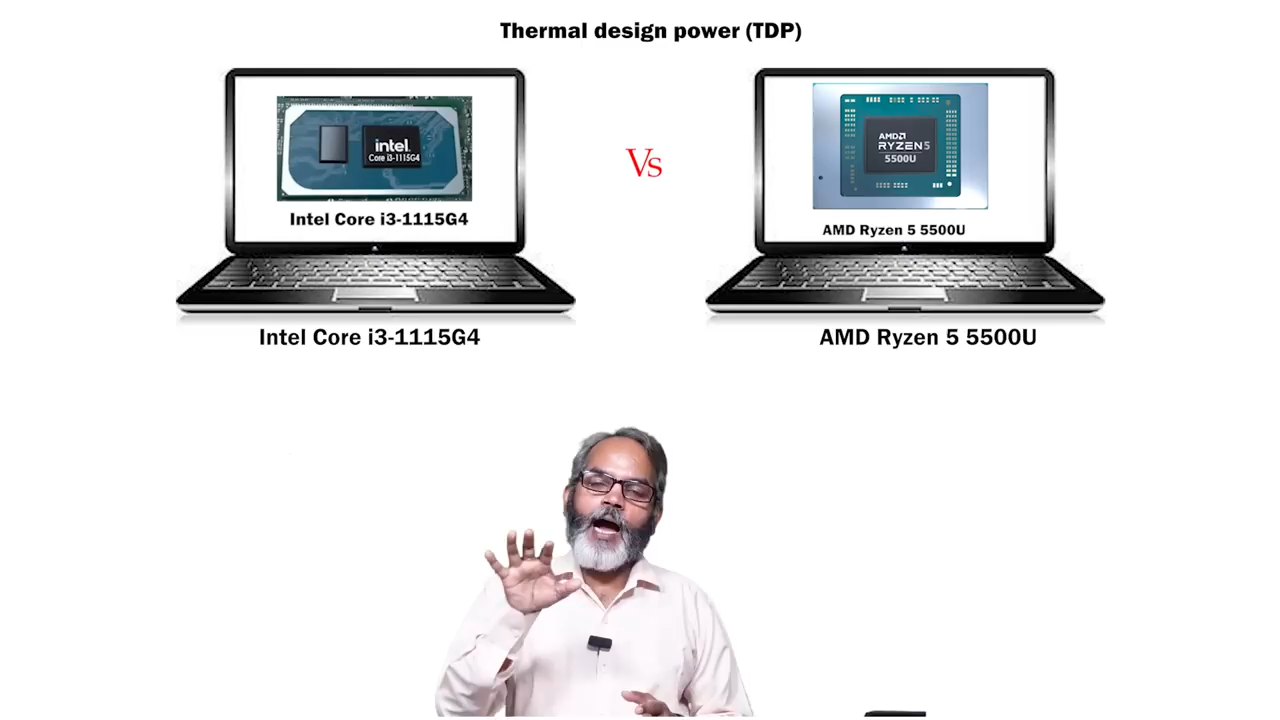 Thermal design power (TDP)
intel.
Core i3-1115G4
Intel Core i3-1115G4
Vs
AMD
RYZEN 5
5500U
AMD Ryzen 5 5500U
Intel Core i3-1115G4
AMD Ryzen 5 5500U